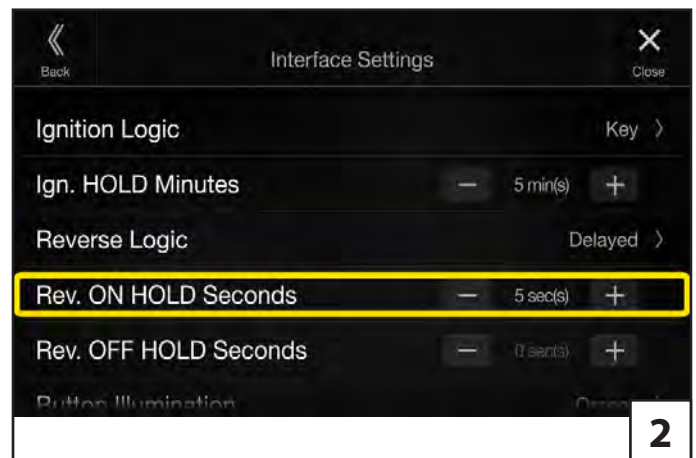 Back
Interface Settings
Close
Ignition Logic Key
Ign. HOLD Minutes − 5 min(s) +
Reverse Logic Delayed
Rev. ON HOLD Seconds − 5 sec(s) +
Rev. OFF HOLD Seconds − 0 sec(s) +
Button Illumination
2